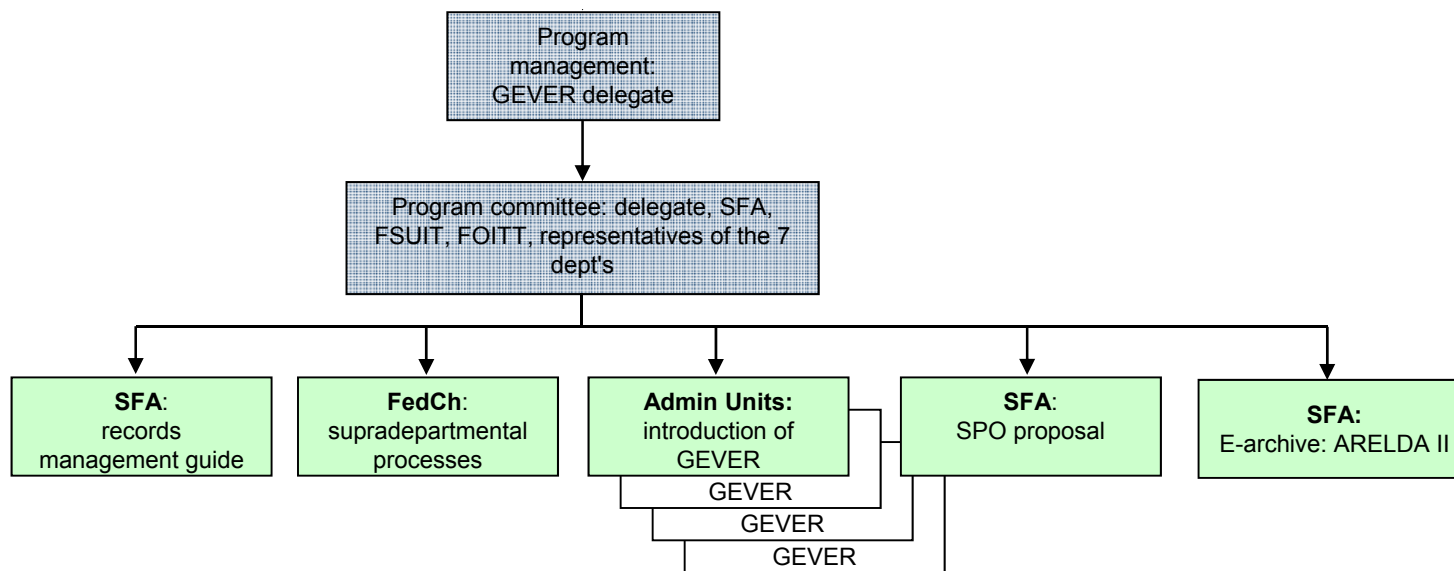 Program
management:
GEVER delegate
Program committee: delegate, SFA,
FSUIT, FOITT, representatives of the 7
dept's
SFA:
records
management guide
FedCh:
supradepartmental
processes
Admin Units:
introduction of
GEVER
GEVER
GEVER
GEVER
SFA:
SPO proposal
SFA:
E-archive: ARELDA II